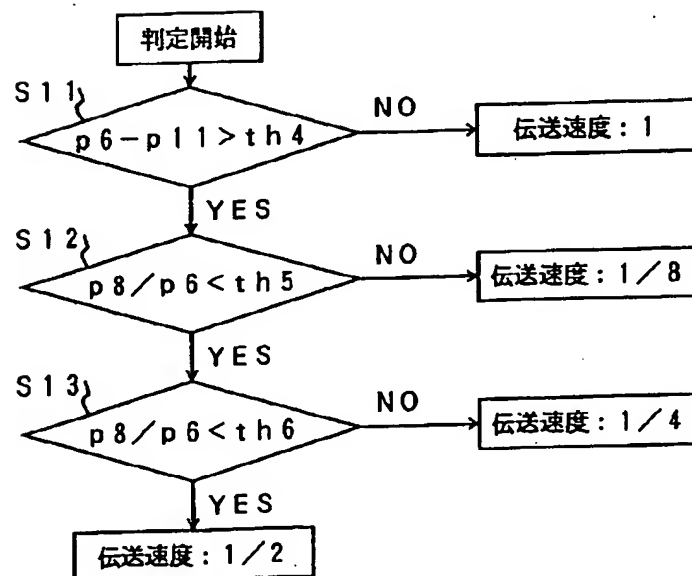 判定開始
S11
p6-p11>th4
NO
伝送速度:1
YES
S12
p8/p6<th5
NO
伝送速度:1/8
YES
S13
p8/p6<th6
NO
伝送速度:1/4
YES
伝送速度:1/2